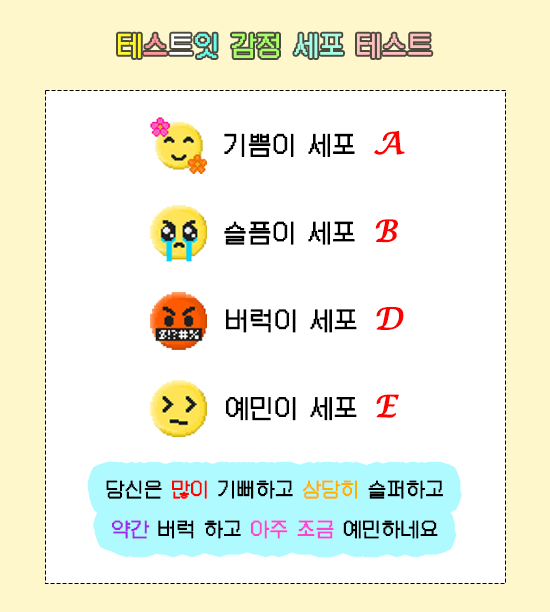 테스트잇 감정 세포 테스트
기쁨이 세포 A
슬픔이 세포 B
버럭이 세포 D
$!?#%
예민이 세포 E
당신은 많이 기뻐하고 상당히 슬퍼하고
약간 버럭 하고 아주 조금 예민하네요